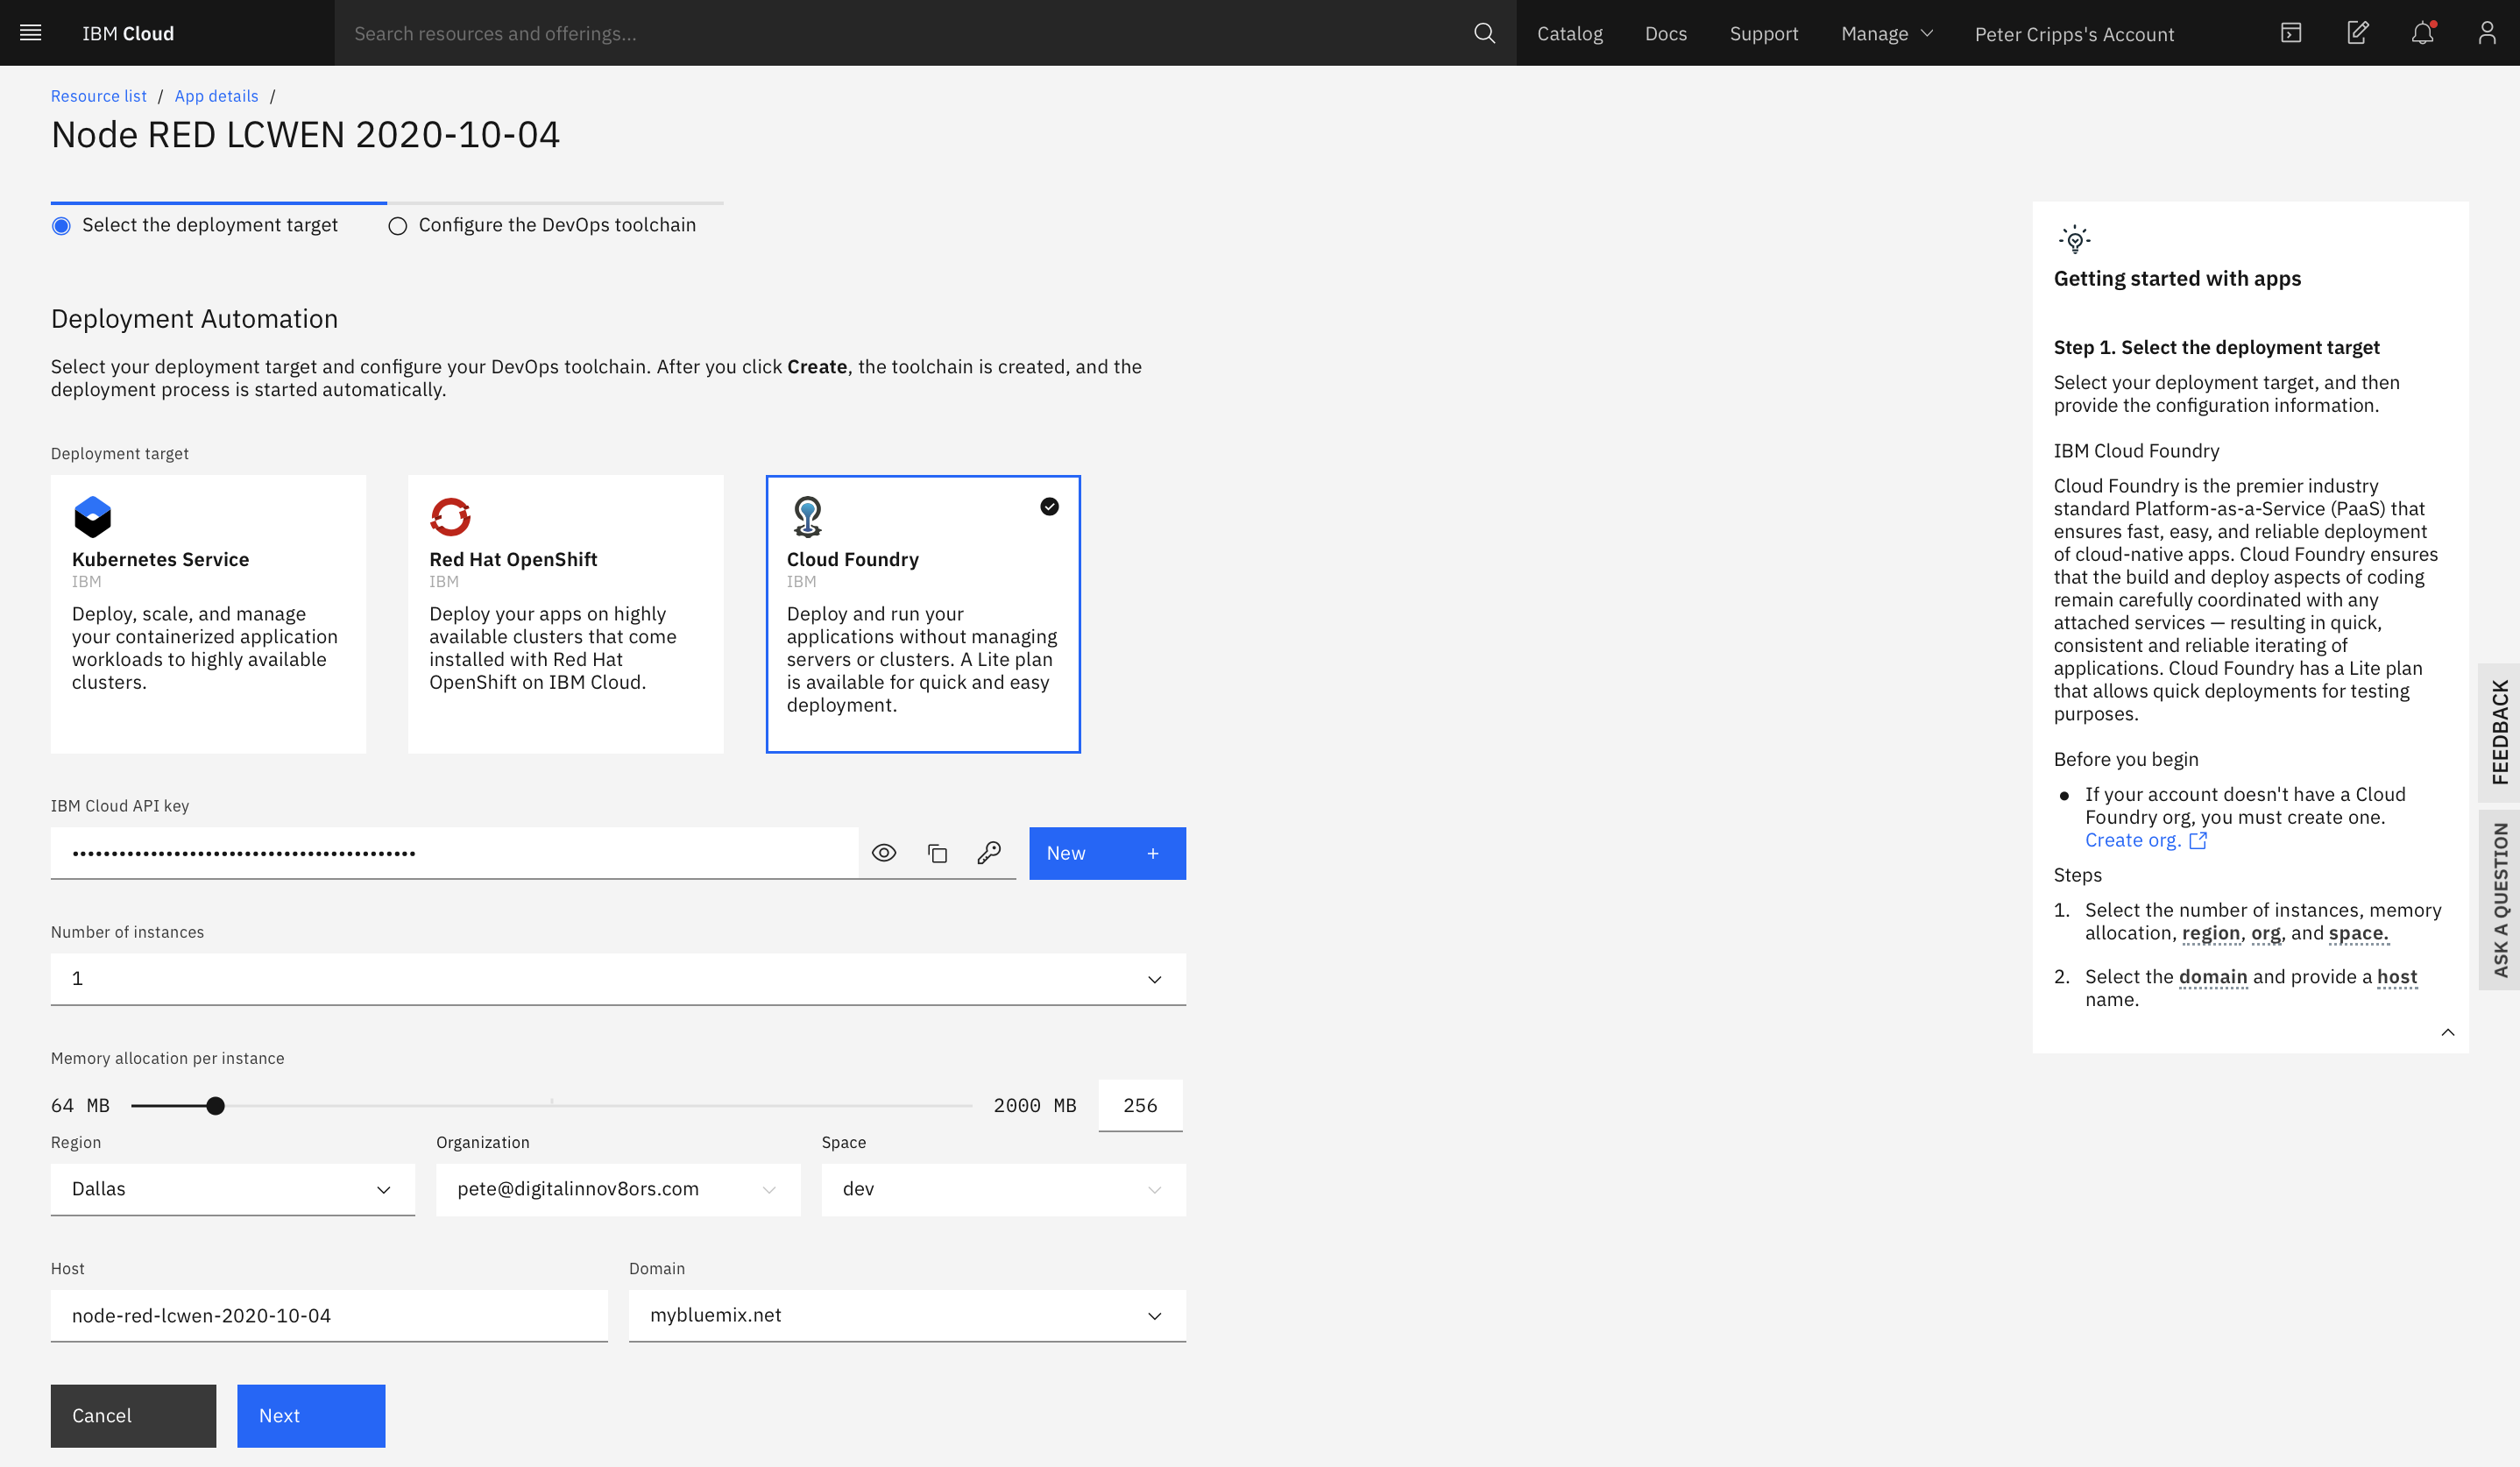 IBM Cloud
Search resources and offerings...
Catalog
Docs
Support
Manage
Peter Cripps's Account
Resource list / App details /
Node RED LCWEN 2020-10-04
Select the deployment target
Configure the DevOps toolchain
Deployment Automation
Select your deployment target and configure your DevOps toolchain. After you click Create, the toolchain is created, and the
deployment process is started automatically.
Deployment target
Kubernetes Service
IBM
Deploy, scale, and manage
your containerized application
workloads to highly available
clusters.
Red Hat OpenShift
IBM
Deploy your apps on highly
available clusters that come
installed with Red Hat
OpenShift on IBM Cloud.
Cloud Foundry
IBM
Deploy and run your
applications without managing
servers or clusters. A Lite plan
is available for quick and easy
deployment.
IBM Cloud API key
••••••••••••••••••••••••••••••••••••••••••••
New +
Number of instances
1
Memory allocation per instance
64 MB
2000 MB
256
Region
Dallas
Organization
pete@digitalinnov8ors.com
Space
dev
Host
node-red-lcwen-2020-10-04
Domain
mybluemix.net
Cancel
Next
Getting started with apps
Step 1. Select the deployment target
Select your deployment target, and then
provide the configuration information.
IBM Cloud Foundry
Cloud Foundry is the premier industry
standard Platform-as-a-Service (PaaS) that
ensures fast, easy, and reliable deployment
of cloud-native apps. Cloud Foundry ensures
that the build and deploy aspects of coding
remain carefully coordinated with any
attached services — resulting in quick,
consistent and reliable iterating of
applications. Cloud Foundry has a Lite plan
that allows quick deployments for testing
purposes.
Before you begin
● If your account doesn't have a Cloud
Foundry org, you must create one.
Create org.
Steps
1. Select the number of instances, memory
allocation, region, org, and space.
2. Select the domain and provide a host
name.
FEEDBACK
ASK A QUESTION